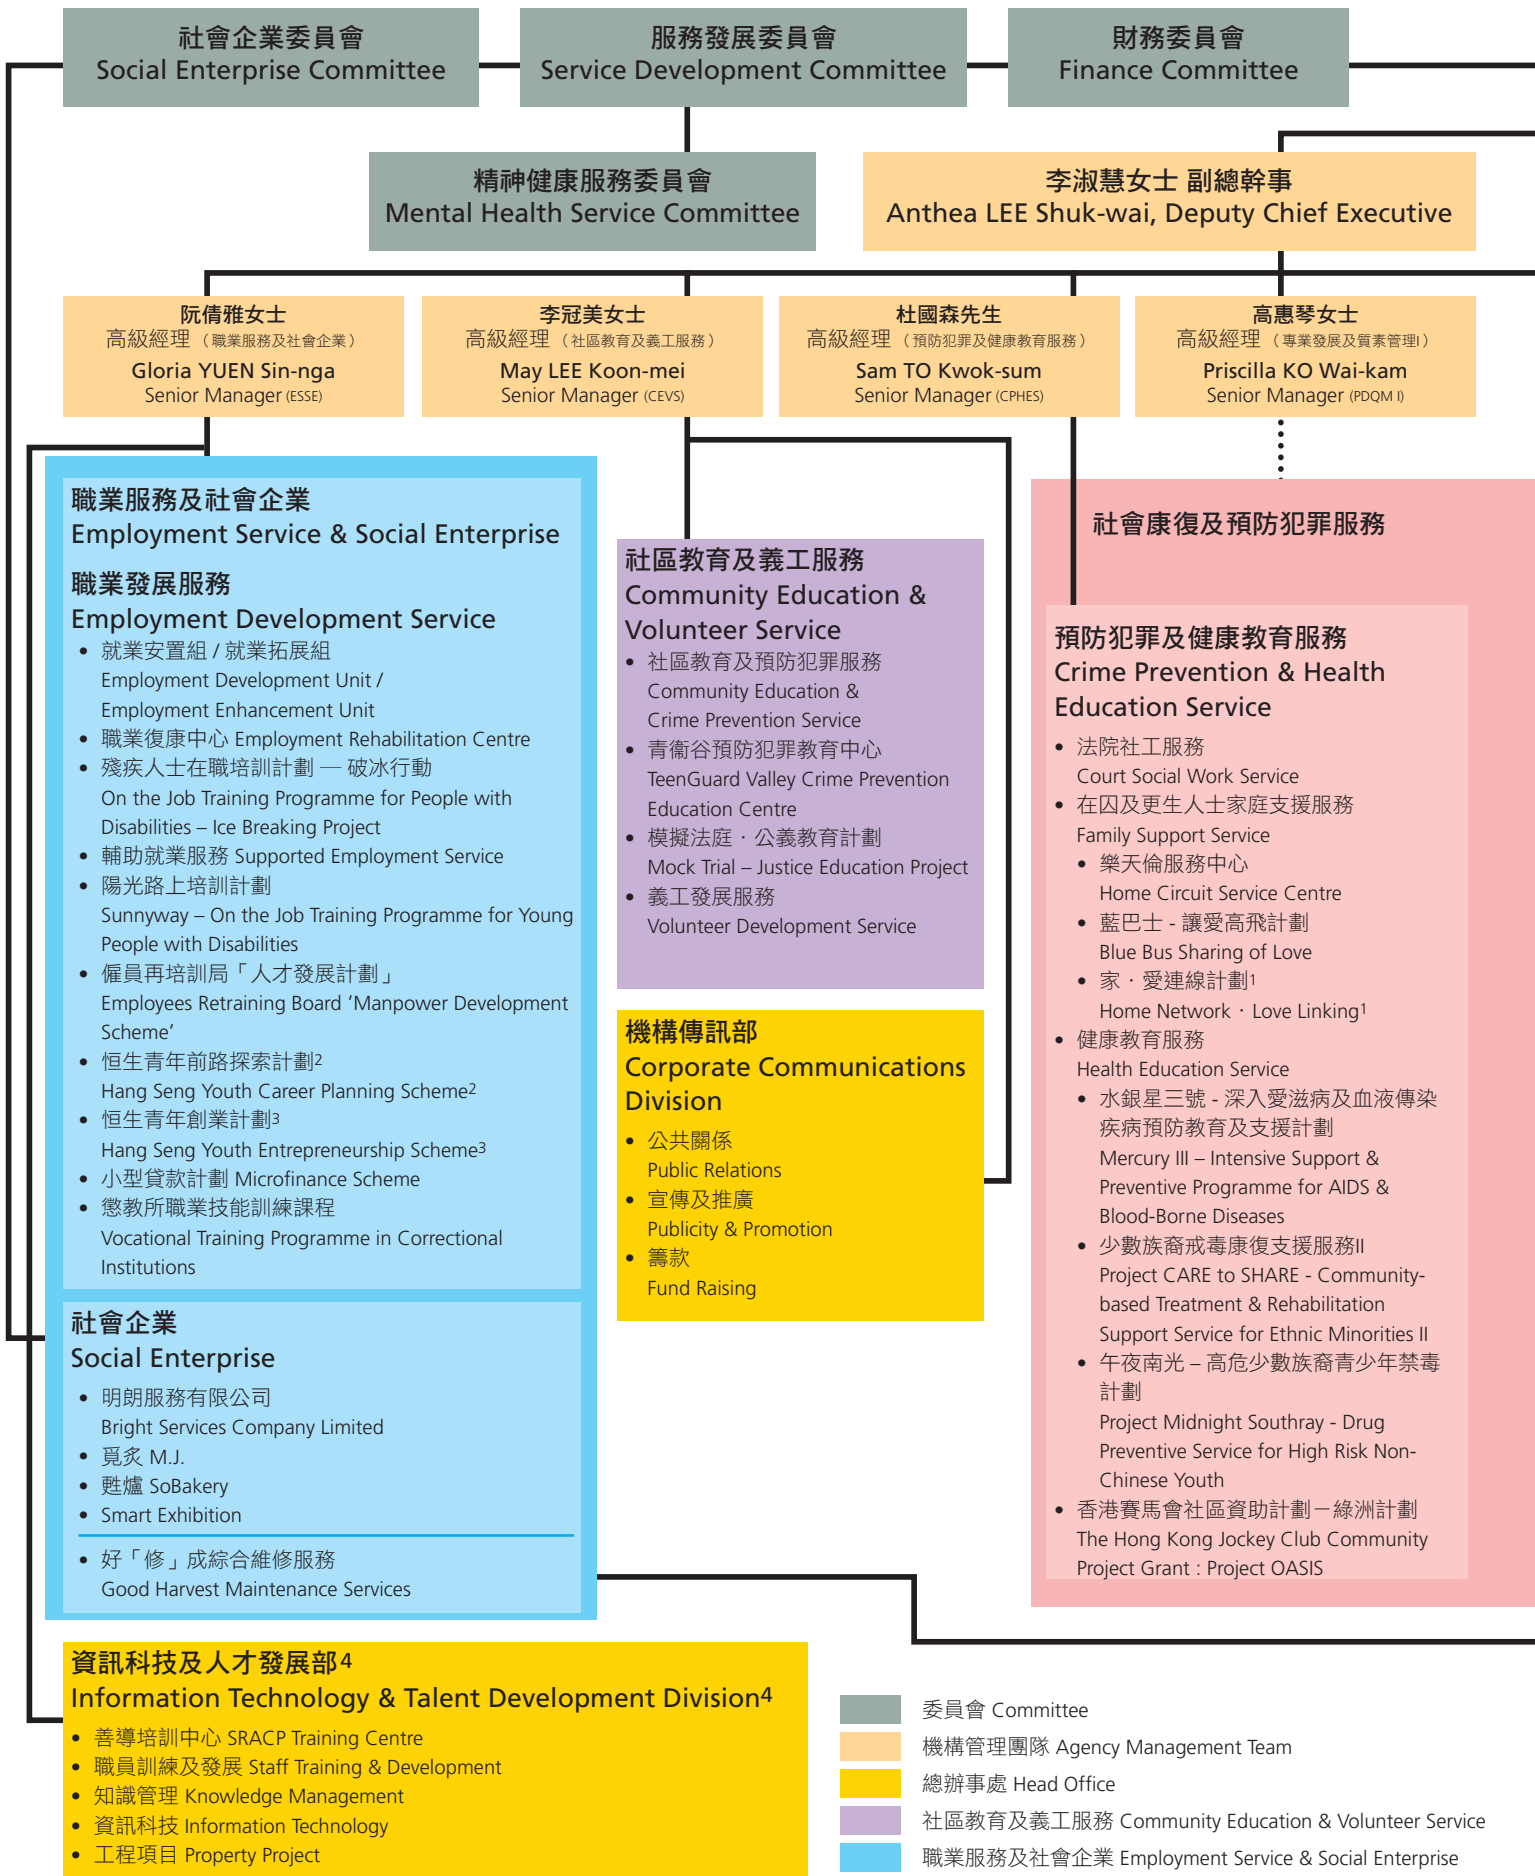 社會企業委員會
Social Enterprise Committee
服務發展委員會
Service Development Committee
財務委員會
Finance Committee
精神健康服務委員會
Mental Health Service Committee
李淑慧女士 副總幹事
Anthea LEE Shuk-wai, Deputy Chief Executive
阮倩雅女士
高級經理（職業服務及社會企業）
Gloria YUEN Sin-nga
Senior Manager (ESSE)
李冠美女士
高級經理（社區教育及義工服務）
May LEE Koon-mei
Senior Manager (CEVS)
杜國森先生
高級經理（預防犯罪及健康教育服務）
Sam TO Kwok-sum
Senior Manager (CPHES)
高惠琴女士
高級經理（專業發展及質素管理I）
Priscilla KO Wai-kam
Senior Manager (PDQM I)
職業服務及社會企業
Employment Service & Social Enterprise
職業發展服務
Employment Development Service
• 就業安置組 / 就業拓展組
Employment Development Unit /
Employment Enhancement Unit
• 職業復康中心 Employment Rehabilitation Centre
• 殘疾人士在職培訓計劃 — 破冰行動
On the Job Training Programme for People with
Disabilities – Ice Breaking Project
• 輔助就業服務 Supported Employment Service
• 陽光路上培訓計劃
Sunnyway – On the Job Training Programme for Young
People with Disabilities
• 僱員再培訓局「人才發展計劃」
Employees Retraining Board ‘Manpower Development
Scheme’
• 恒生青年前路探索計劃2
Hang Seng Youth Career Planning Scheme2
• 恒生青年創業計劃3
Hang Seng Youth Entrepreneurship Scheme3
• 小型貸款計劃 Microfinance Scheme
• 懲教所職業技能訓練課程
Vocational Training Programme in Correctional
Institutions
社會企業
Social Enterprise
• 明朗服務有限公司
Bright Services Company Limited
• 覓炙 M.J.
• 甦爐 SoBakery
• Smart Exhibition
• 好「修」成綜合維修服務
Good Harvest Maintenance Services
資訊科技及人才發展部4
Information Technology & Talent Development Division4
• 善導培訓中心 SRACP Training Centre
• 職員訓練及發展 Staff Training & Development
• 知識管理 Knowledge Management
• 資訊科技 Information Technology
• 工程項目 Property Project
社區教育及義工服務
Community Education &
Volunteer Service
• 社區教育及預防犯罪服務
Community Education &
Crime Prevention Service
• 青衞谷預防犯罪教育中心
TeenGuard Valley Crime Prevention
Education Centre
• 模擬法庭．公義教育計劃
Mock Trial – Justice Education Project
• 義工發展服務
Volunteer Development Service
機構傳訊部
Corporate Communications
Division
• 公共關係
Public Relations
• 宣傳及推廣
Publicity & Promotion
• 籌款
Fund Raising
社會康復及預防犯罪服務
預防犯罪及健康教育服務
Crime Prevention & Health
Education Service
• 法院社工服務
Court Social Work Service
• 在囚及更生人士家庭支援服務
Family Support Service
• 樂天倫服務中心
Home Circuit Service Centre
• 藍巴士 - 讓愛高飛計劃
Blue Bus Sharing of Love
• 家．愛連線計劃1
Home Network．Love Linking1
• 健康教育服務
Health Education Service
• 水銀星三號 - 深入愛滋病及血液傳染
疾病預防教育及支援計劃
Mercury III – Intensive Support &
Preventive Programme for AIDS &
Blood-Borne Diseases
• 少數族裔戒毒康復支援服務II
Project CARE to SHARE - Community-
based Treatment & Rehabilitation
Support Service for Ethnic Minorities II
• 午夜南光 – 高危少數族裔青少年禁毒
計劃
Project Midnight Southray - Drug
Preventive Service for High Risk Non-
Chinese Youth
• 香港賽馬會社區資助計劃－綠洲計劃
The Hong Kong Jockey Club Community
Project Grant : Project OASIS
委員會 Committee
機構管理團隊 Agency Management Team
總辦事處 Head Office
社區教育及義工服務 Community Education & Volunteer Service
職業服務及社會企業 Employment Service & Social Enterprise